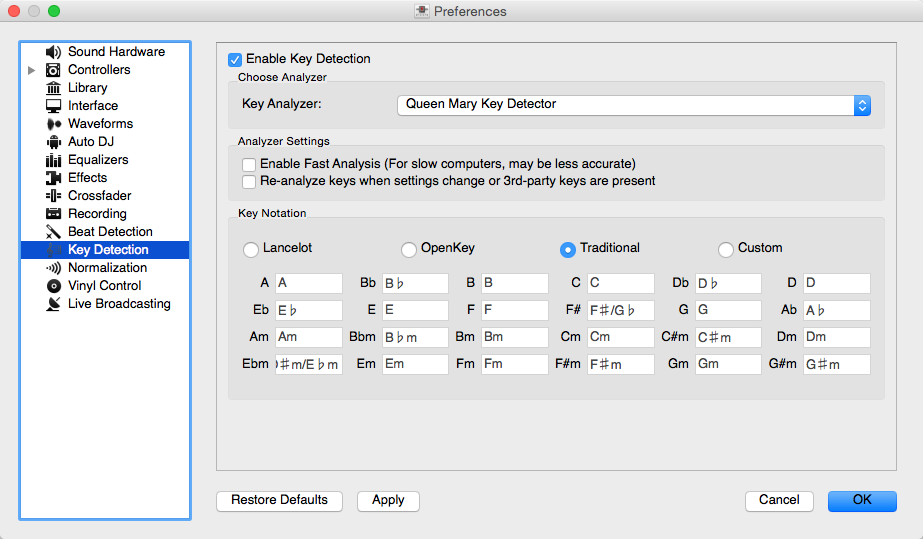 Preferences
Sound Hardware
Controllers
Library
Interface
Waveforms
Auto DJ
Equalizers
Effects
Crossfader
Recording
Beat Detection
Key Detection
Normalization
Vinyl Control
Live Broadcasting
Enable Key Detection
Choose Analyzer
Key Analyzer: Queen Mary Key Detector
Analyzer Settings
Enable Fast Analysis (For slow computers, may be less accurate)
Re-analyze keys when settings change or 3rd-party keys are present
Key Notation
Lancelot OpenKey Traditional Custom
A A Bb B♭ B B C C Db D♭ D D
Eb E♭ E E F F F# F♯/G♭ G G Ab A♭
Am Am Bbm B♭m Bm Bm Cm Cm C#m C♯m Dm Dm
Ebm ♯m/E♭m Em Em Fm Fm F#m F♯m Gm Gm G#m G♯m
Restore Defaults Apply Cancel OK